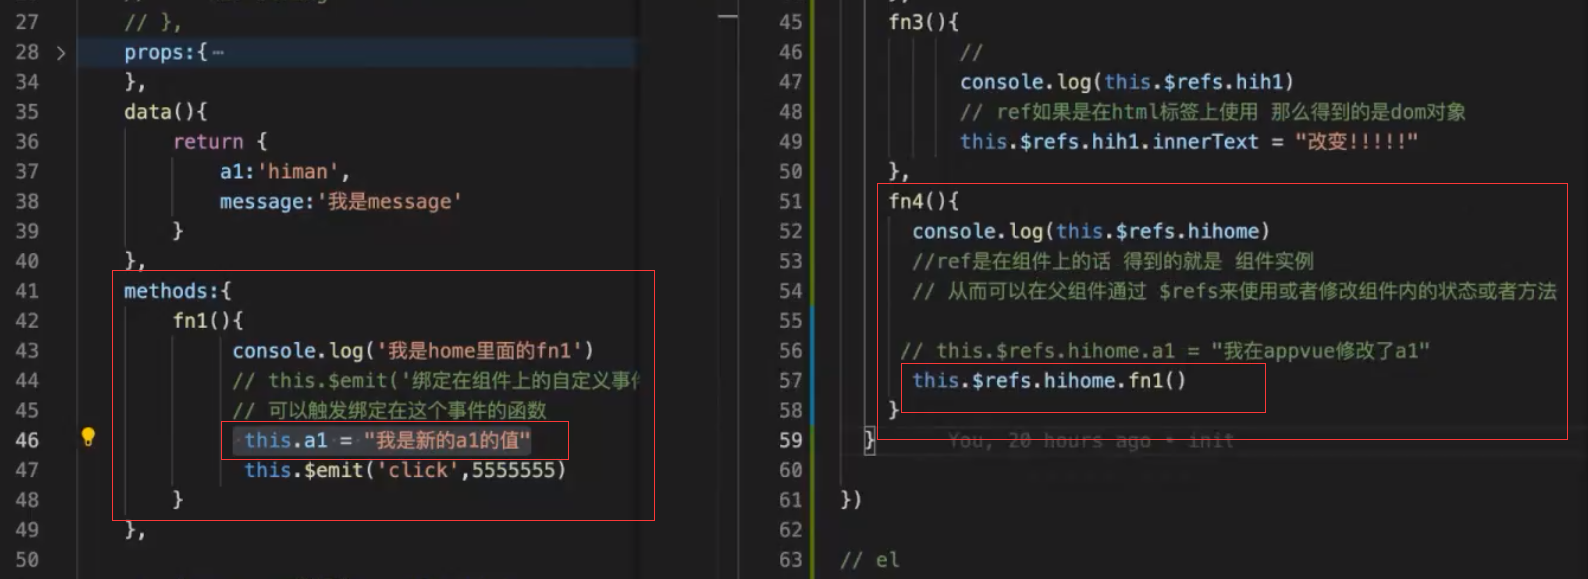 27 // },
28 > props:{⋯
34 },
35 data(){
36 return {
37 a1:'himan',
38 message:'我是message'
39 }
40 },
41 methods:{
42 fn1(){
43 console.log('我是home里面的fn1')
44 // this.$emit('绑定在组件上的自定义事件
45 // 可以触发绑定在这个事件的函数
46 this.a1 = "我是新的a1的值"
47 this.$emit('click',5555555)
48 }
49 },
50
45 fn3(){
46 //
47 console.log(this.$refs.hih1)
48 // ref如果是在html标签上使用 那么得到的是dom对象
49 this.$refs.hih1.innerText = "改变!!!!!"
50 },
51 fn4(){
52 console.log(this.$refs.hihome)
53 //ref是在组件上的话 得到的就是 组件实例
54 // 从而可以在父组件通过 $refs来使用或者修改组件内的状态或者方法
55
56 // this.$refs.hihome.a1 = "我在appvue修改了a1"
57 this.$refs.hihome.fn1()
58 }
59 } You, 20 hours ago • init
60
61 })
62
63 // el